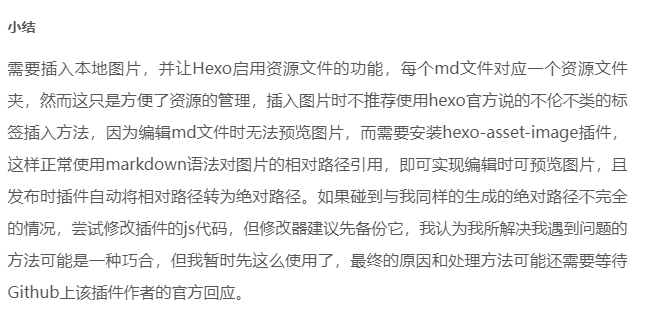 小结
需要插入本地图片，并让Hexo启用资源文件的功能，每个md文件对应一个资源文件
夹，然而这只是方便了资源的管理，插入图片时不推荐使用hexo官方说的不伦不类的标
签插入方法，因为编辑md文件时无法预览图片，而需要安装hexo-asset-image插件，
这样正常使用markdown语法对图片的相对路径引用，即可实现编辑时可预览图片，且
发布时插件自动将相对路径转为绝对路径。如果碰到与我同样的生成的绝对路径不完全
的情况，尝试修改插件的js代码，但修改器建议先备份它，我认为我所解决我遇到问题的
方法可能是一种巧合，但我暂时先这么使用了，最终的原因和处理方法可能还需要等待
Github上该插件作者的官方回应。